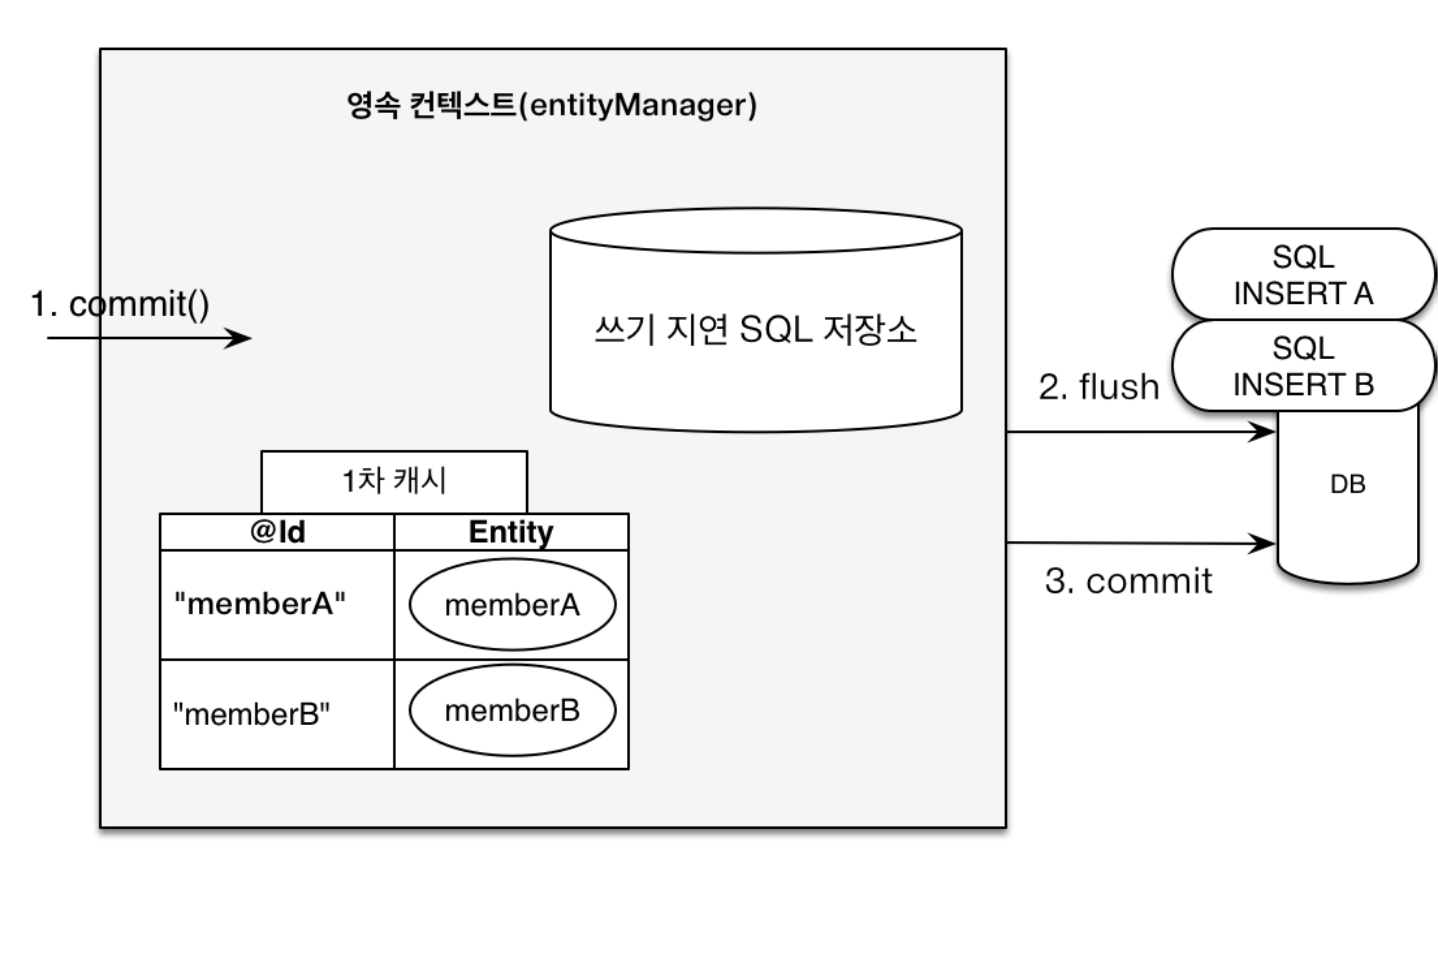 영속 컨텍스트(entityManager)
1. commit()
쓰기 지연 SQL 저장소
SQL
INSERT A
SQL
INSERT B
2. flush
DB
3. commit
1차 캐시
@Id Entity
"memberA" memberA
"memberB" memberB